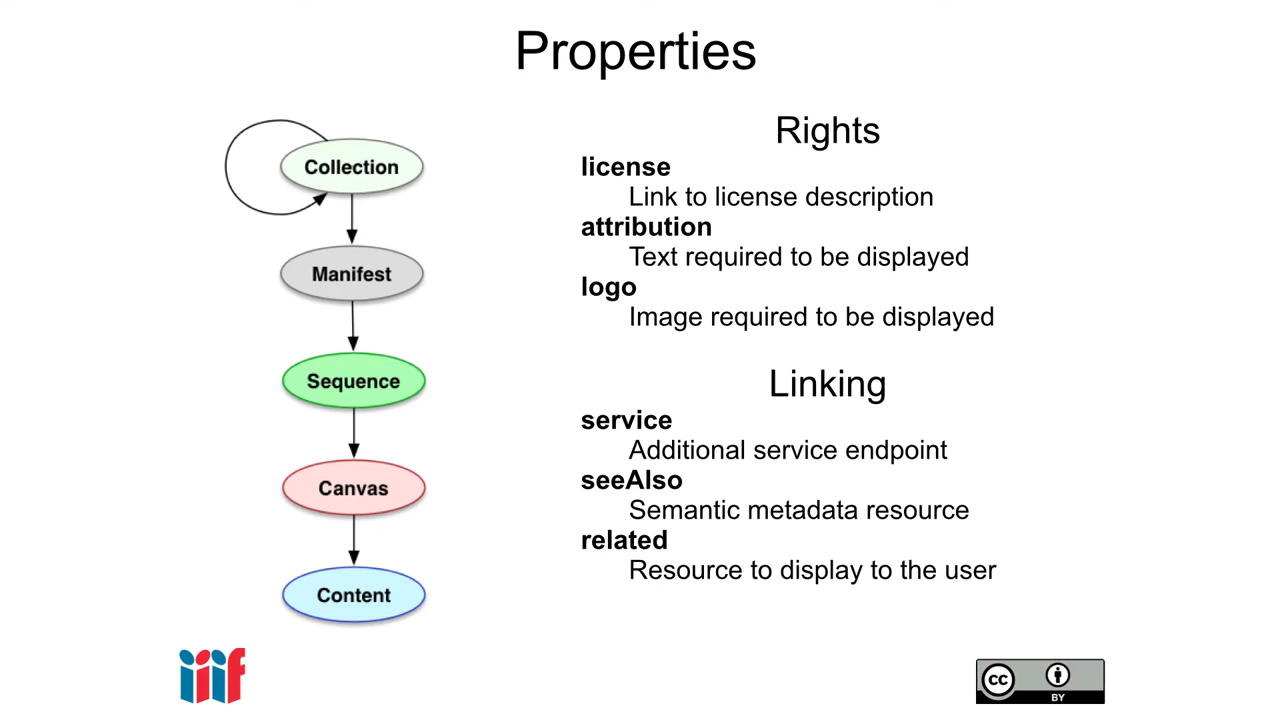 Properties
Collection
Manifest
Sequence
Canvas
Content
Rights
license
Link to license description
attribution
Text required to be displayed
logo
Image required to be displayed
Linking
service
Additional service endpoint
seeAlso
Semantic metadata resource
related
Resource to display to the user
iiif
cc
BY